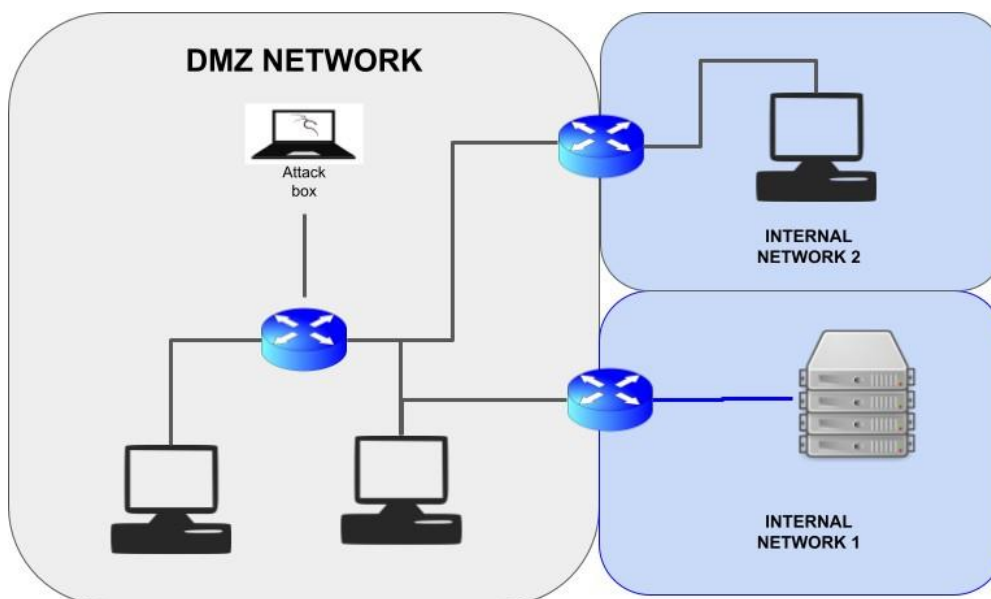 DMZ NETWORK
Attack
box
INTERNAL
NETWORK 2
INTERNAL
NETWORK 1